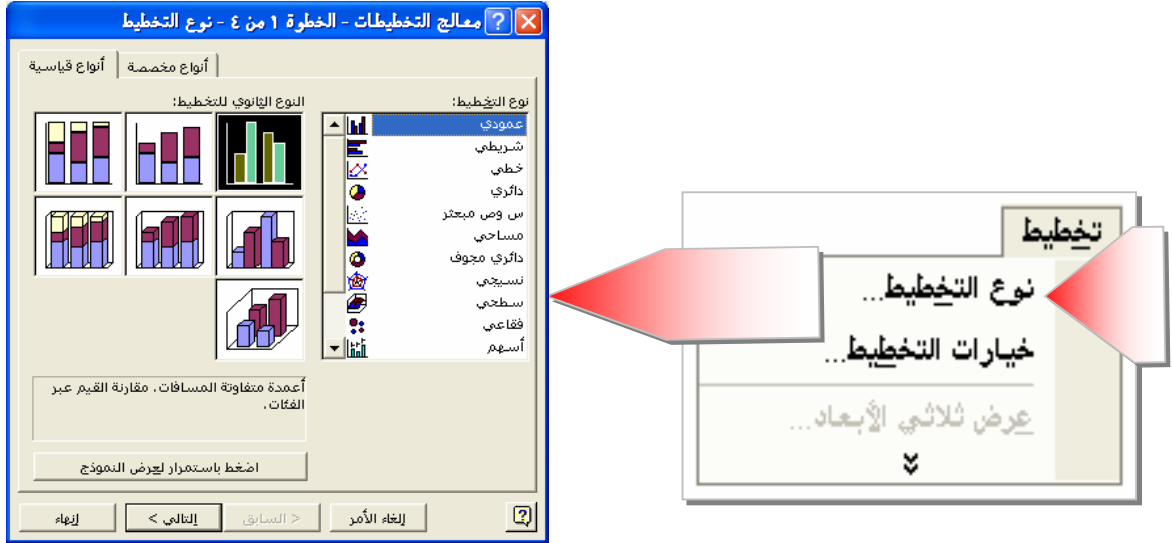 معالج التخطيطات - الخطوة ١ من ٤ - نوع التخطيط
أنواع قياسية
أنواع مخصصة
نوع التخطيط:
عمودي
شريطي
خطي
دائري
س وص مبعثر
مساحي
دائري مجوف
نسيجي
سطحي
فقاعي
أسهم
النوع الثانوي للتخطيط:
أعمدة متفاوتة المسافات. مقارنة القيم عبر
الفئات.
اضغط باستمرار لعرض النموذج
إلغاء الأمر
< السابق
التالي >
إنهاء
تخطيط
نوع التخطيط...
خيارات التخطيط...
عرض ثلاثي الأبعاد...